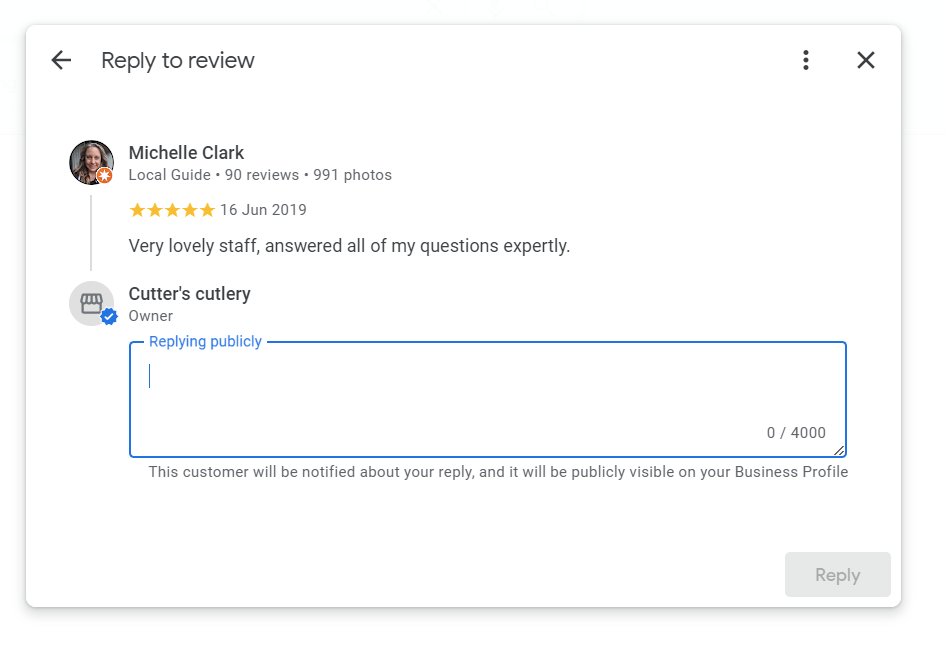 Reply to review
Michelle Clark
Local Guide • 90 reviews • 991 photos
16 Jun 2019
Very lovely staff, answered all of my questions expertly.
Cutter's cutlery
Owner
Replying publicly
0 / 4000
This customer will be notified about your reply, and it will be publicly visible on your Business Profile
Reply